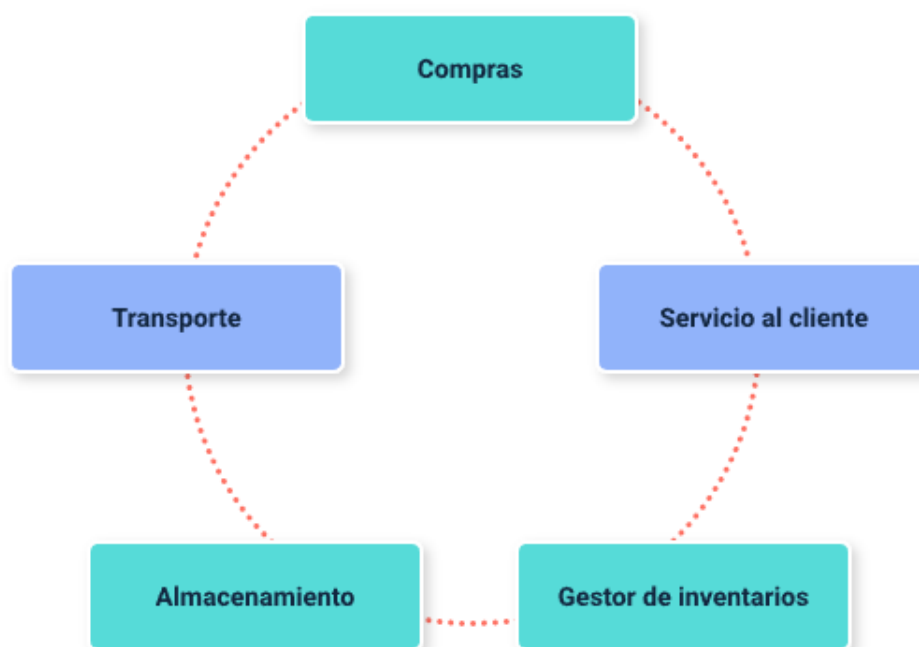 Compras
Transporte
Servicio al cliente
Almacenamiento
Gestor de inventarios